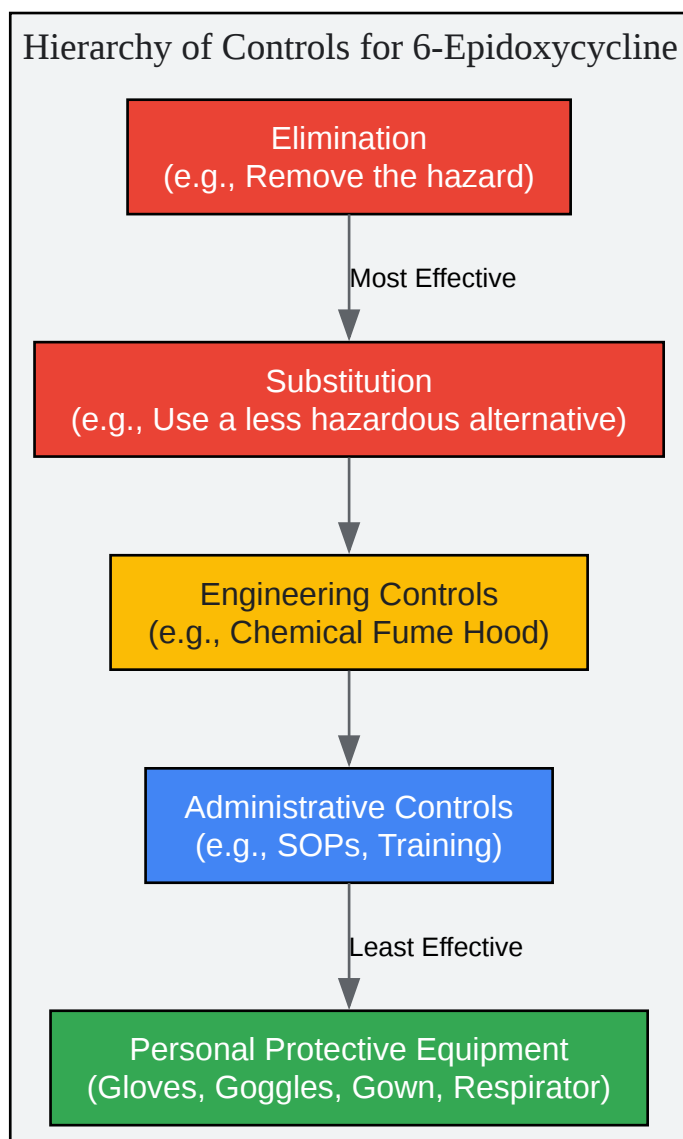 Hierarchy of Controls for 6-Epidoxycycline
Elimination
(e.g., Remove the hazard)
Most Effective
Substitution
(e.g., Use a less hazardous alternative)
Engineering Controls
(e.g., Chemical Fume Hood)
Administrative Controls
(e.g., SOPs, Training)
Least Effective
Personal Protective Equipment
(Gloves, Goggles, Gown, Respirator)